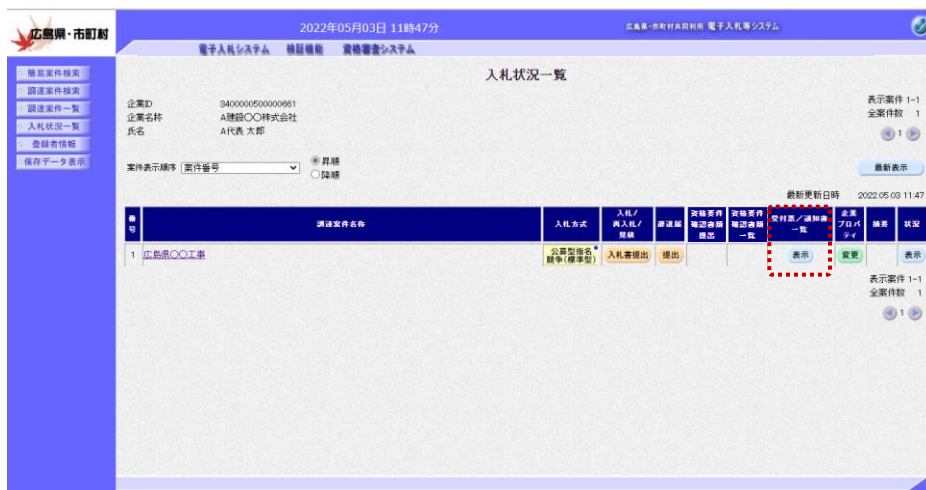 広島県・市町村
2022年05月03日 11時47分
広島県・市町村共同利用 電子入札等システム
電子入札システム 検証機能 資格審査システム
簡易案件検索
調達案件検索
調達案件一覧
入札状況一覧
登録者情報
保存データ表示
入札状況一覧
企業ID 3400000500000661
企業名称 A建設〇〇株式会社
氏名 A代表 太郎
表示案件 1-1
全案件数 1
1
案件表示順序 案件番号
昇順
降順
最新表示
最新更新日時 2022.05.03 11:47
番号 調達案件名称 入札方式 入札/再入札/見積 辞退届 資格要件確認書類提出 資格要件確認書類一覧 受付票/通知書一覧 企業プロパティ 摘要 状況
1 広島県〇〇工事 公募型指名競争(標準型) 入札書提出 提出 表示 変更 表示
表示案件 1-1
全案件数 1
1